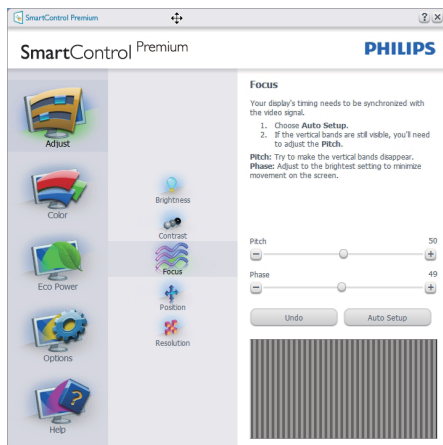 SmartControl Premium
SmartControl Premium
PHILIPS
Adjust
Color
Eco Power
Options
Help
Brightness
Contrast
Focus
Position
Resolution
Focus
Your display's timing needs to be synchronized with
the video signal.
1. Choose Auto Setup.
2. If the vertical bands are still visible, you'll need
to adjust the Pitch.
Pitch: Try to make the vertical bands disappear.
Phase: Adjust to the brightest setting to minimize
movement on the screen.
Pitch 50
Phase 49
Undo Auto Setup